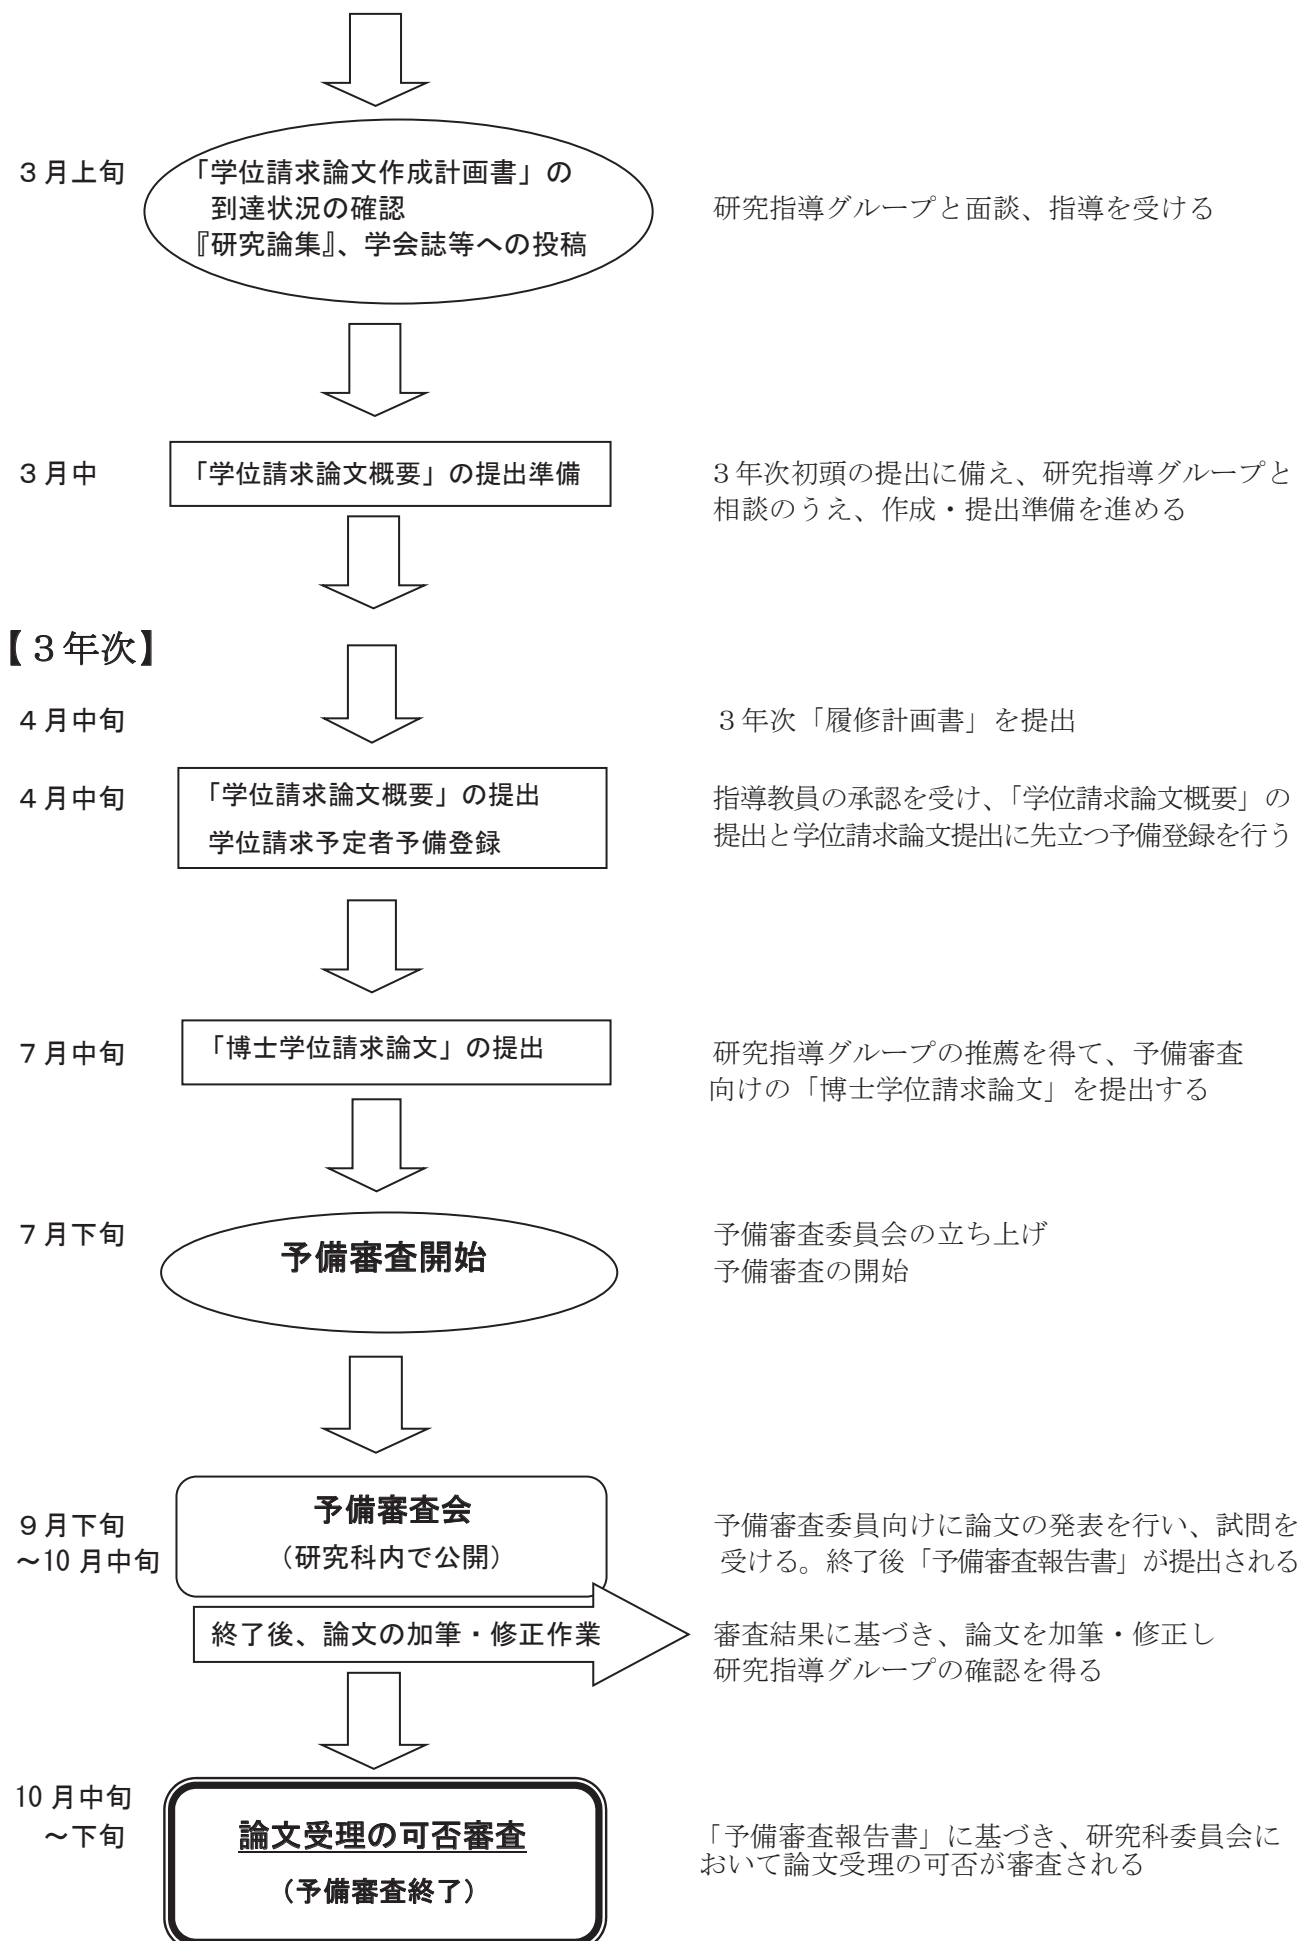 3月上旬
「学位請求論文作成計画書」の
到達状況の確認
『研究論集』、学会誌等への投稿
研究指導グループと面談、指導を受ける
3月中
「学位請求論文概要」の提出準備
3年次初頭の提出に備え、研究指導グループと
相談のうえ、作成・提出準備を進める
【3年次】
4月中旬
3年次「履修計画書」を提出
4月中旬
「学位請求論文概要」の提出
学位請求予定者予備登録
指導教員の承認を受け、「学位請求論文概要」の
提出と学位請求論文提出に先立つ予備登録を行う
7月中旬
「博士学位請求論文」の提出
研究指導グループの推薦を得て、予備審査
向けの「博士学位請求論文」を提出する
7月下旬
予備審査開始
予備審査委員会の立ち上げ
予備審査の開始
9月下旬
～10月中旬
予備審査会
（研究科内で公開）
予備審査委員向けに論文の発表を行い、試問を
受ける。終了後「予備審査報告書」が提出される
終了後、論文の加筆・修正作業
審査結果に基づき、論文を加筆・修正し
研究指導グループの確認を得る
10月中旬
～下旬
論文受理の可否審査
（予備審査終了）
「予備審査報告書」に基づき、研究科委員会に
おいて論文受理の可否が審査される